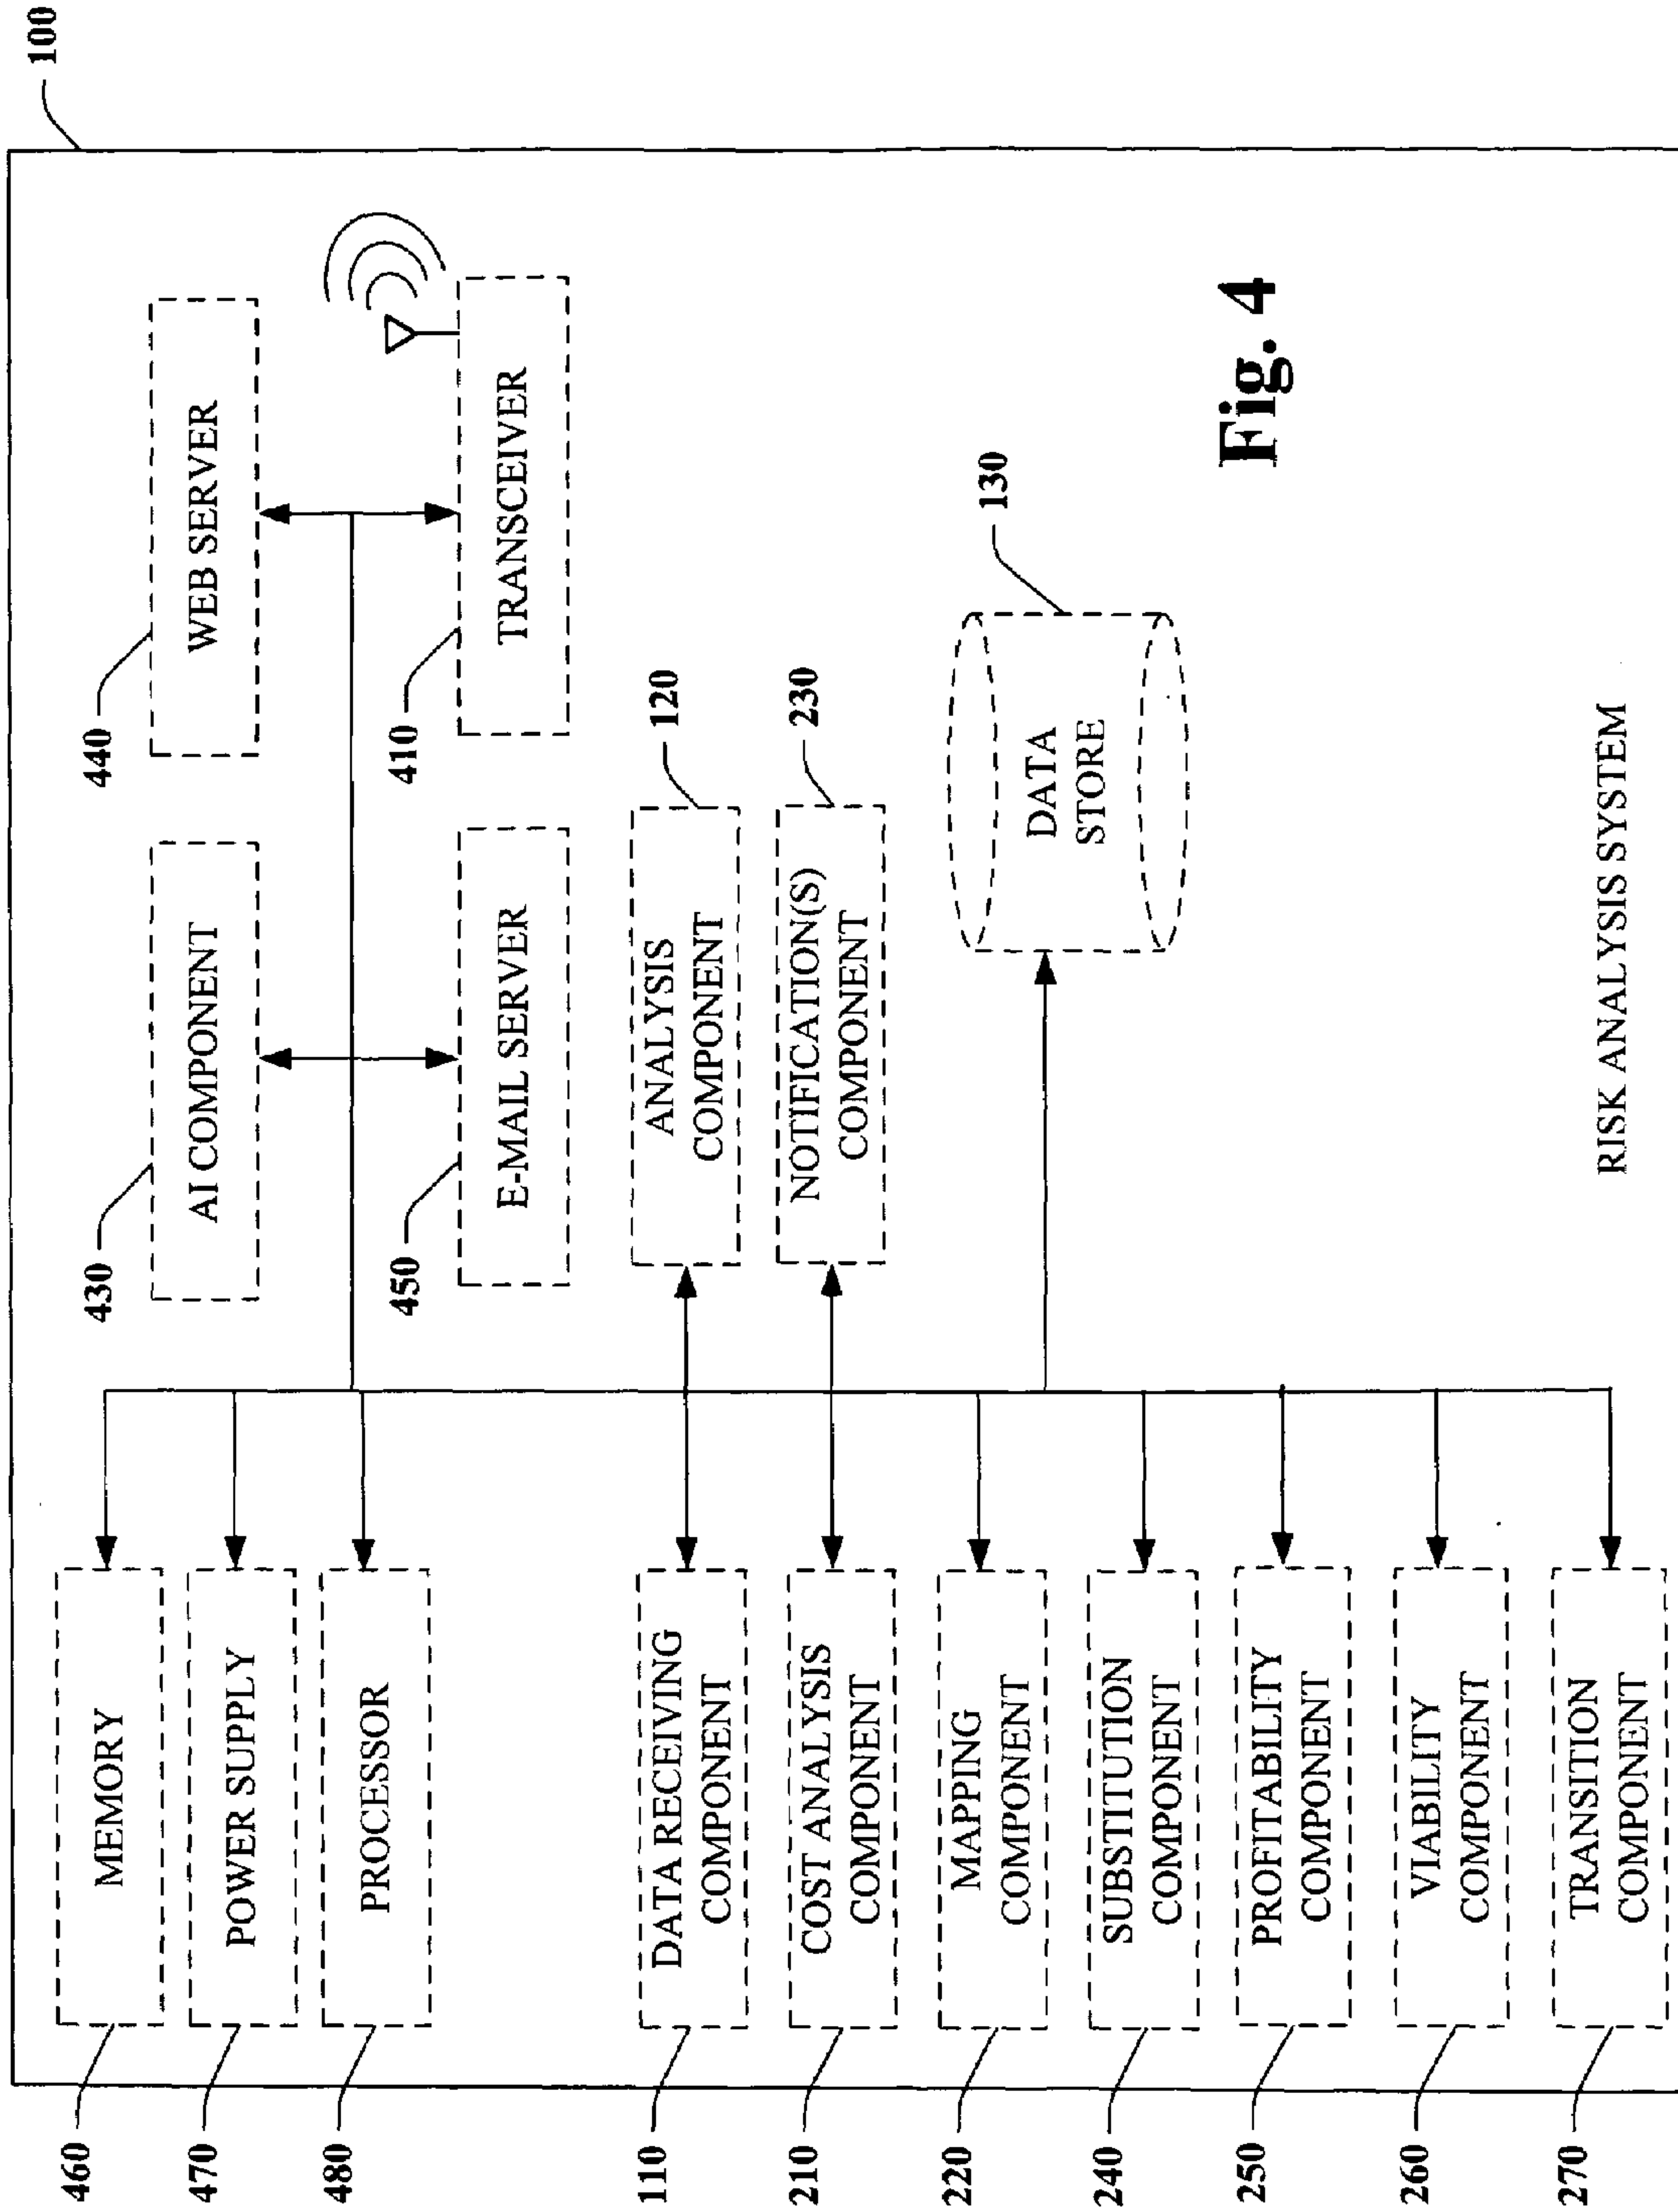 100
460
MEMORY
470
POWER SUPPLY
480
PROCESSOR
430
AI COMPONENT
440
WEB SERVER
450
E-MAIL SERVER
410
TRANSCEIVER
110
DATA RECEIVING
COMPONENT
ANALYSIS
COMPONENT
120
210
COST ANALYSIS
COMPONENT
NOTIFICATION(S)
COMPONENT
230
220
MAPPING
COMPONENT
DATA
STORE
130
240
SUBSTITUTION
COMPONENT
250
PROFITABILITY
COMPONENT
260
VIABILITY
COMPONENT
270
TRANSITION
COMPONENT
RISK ANALYSIS SYSTEM
Fig. 4